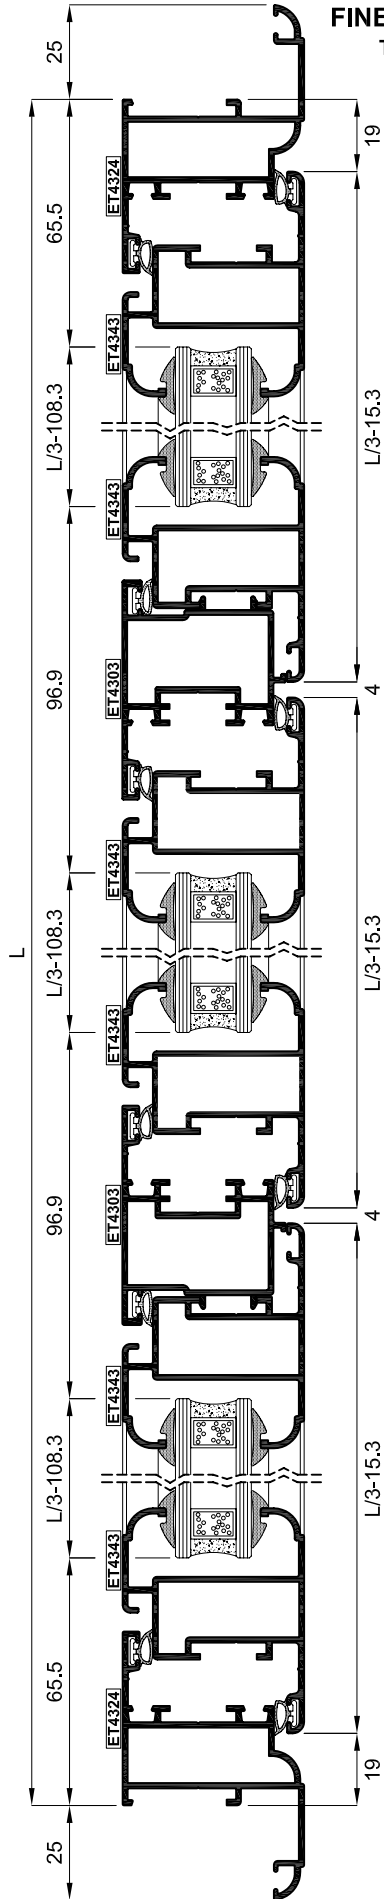 FINE
T
25
19
65.5
ET4324
L/3-108.3
ET4343
L/3-15.3
ET4343
96.9
ET4303
4
L
L/3-108.3
ET4343
L/3-15.3
ET4343
96.9
ET4303
4
ET4343
L/3-108.3
L/3-15.3
ET4343
65.5
ET4324
19
25